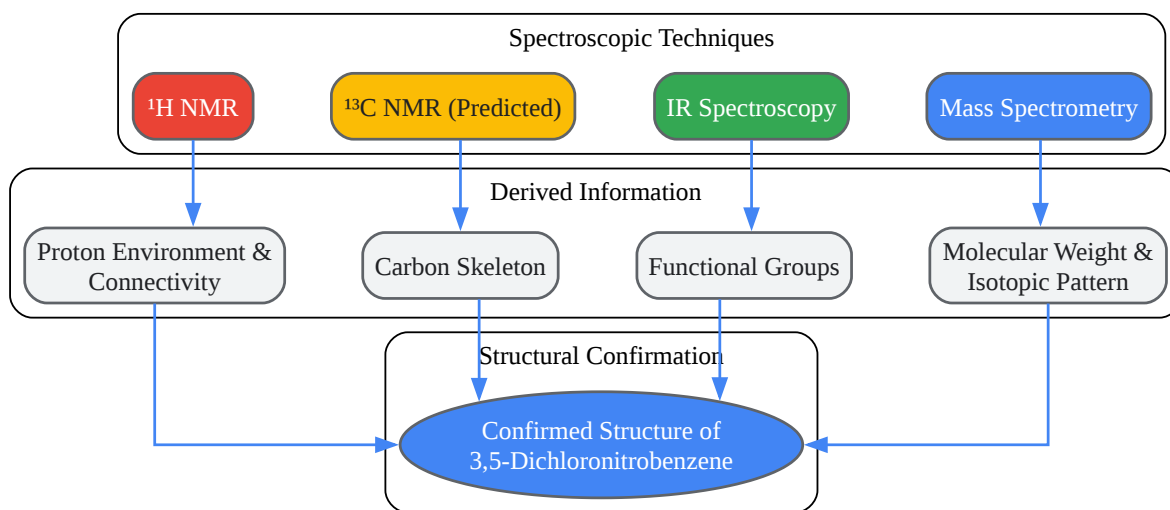 Spectroscopic Techniques
¹H NMR
¹³C NMR (Predicted)
IR Spectroscopy
Mass Spectrometry
Derived Information
Proton Environment &
Connectivity
Carbon Skeleton
Functional Groups
Molecular Weight &
Isotopic Pattern
Structural Confirmation
Confirmed Structure of
3,5-Dichloronitrobenzene